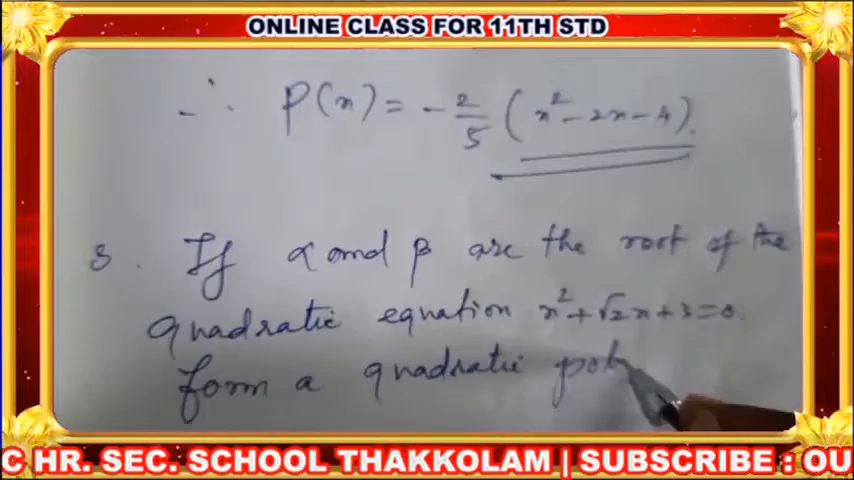 ONLINE CLASS FOR 11TH STD
∴ P(x) = -2/5 (x² - 2x - 4).
3. If α and β are the root of the
quadratic equation x² + √2x + 3 = 0.
form a quadratic pol
C HR. SEC. SCHOOL THAKKOLAM | SUBSCRIBE : OU